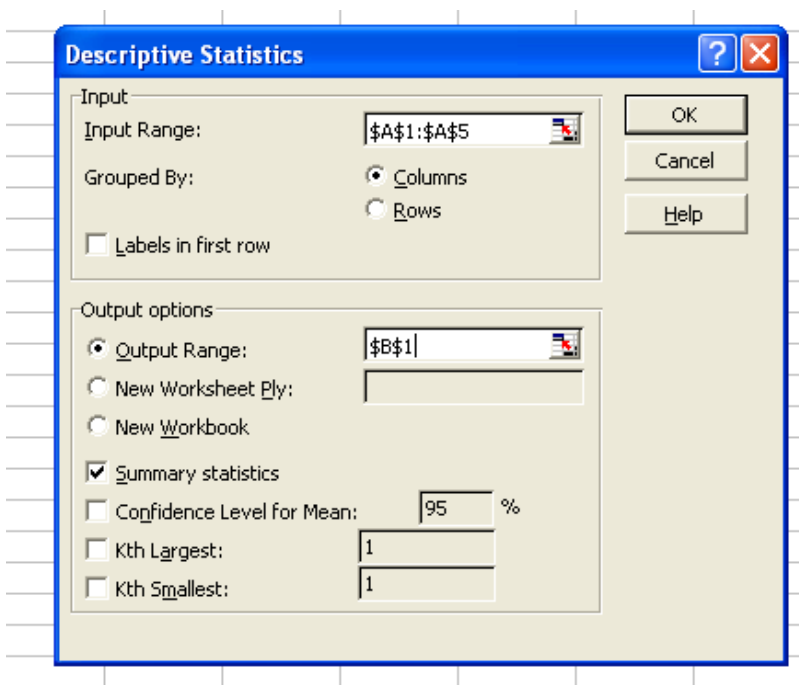 Descriptive Statistics
Input
Input Range: $A$1:$A$5
Grouped By: Columns
Rows
Labels in first row
OK
Cancel
Help
Output options
Output Range: $B$1
New Worksheet Ply:
New Workbook
Summary statistics
Confidence Level for Mean: 95 %
Kth Largest: 1
Kth Smallest: 1